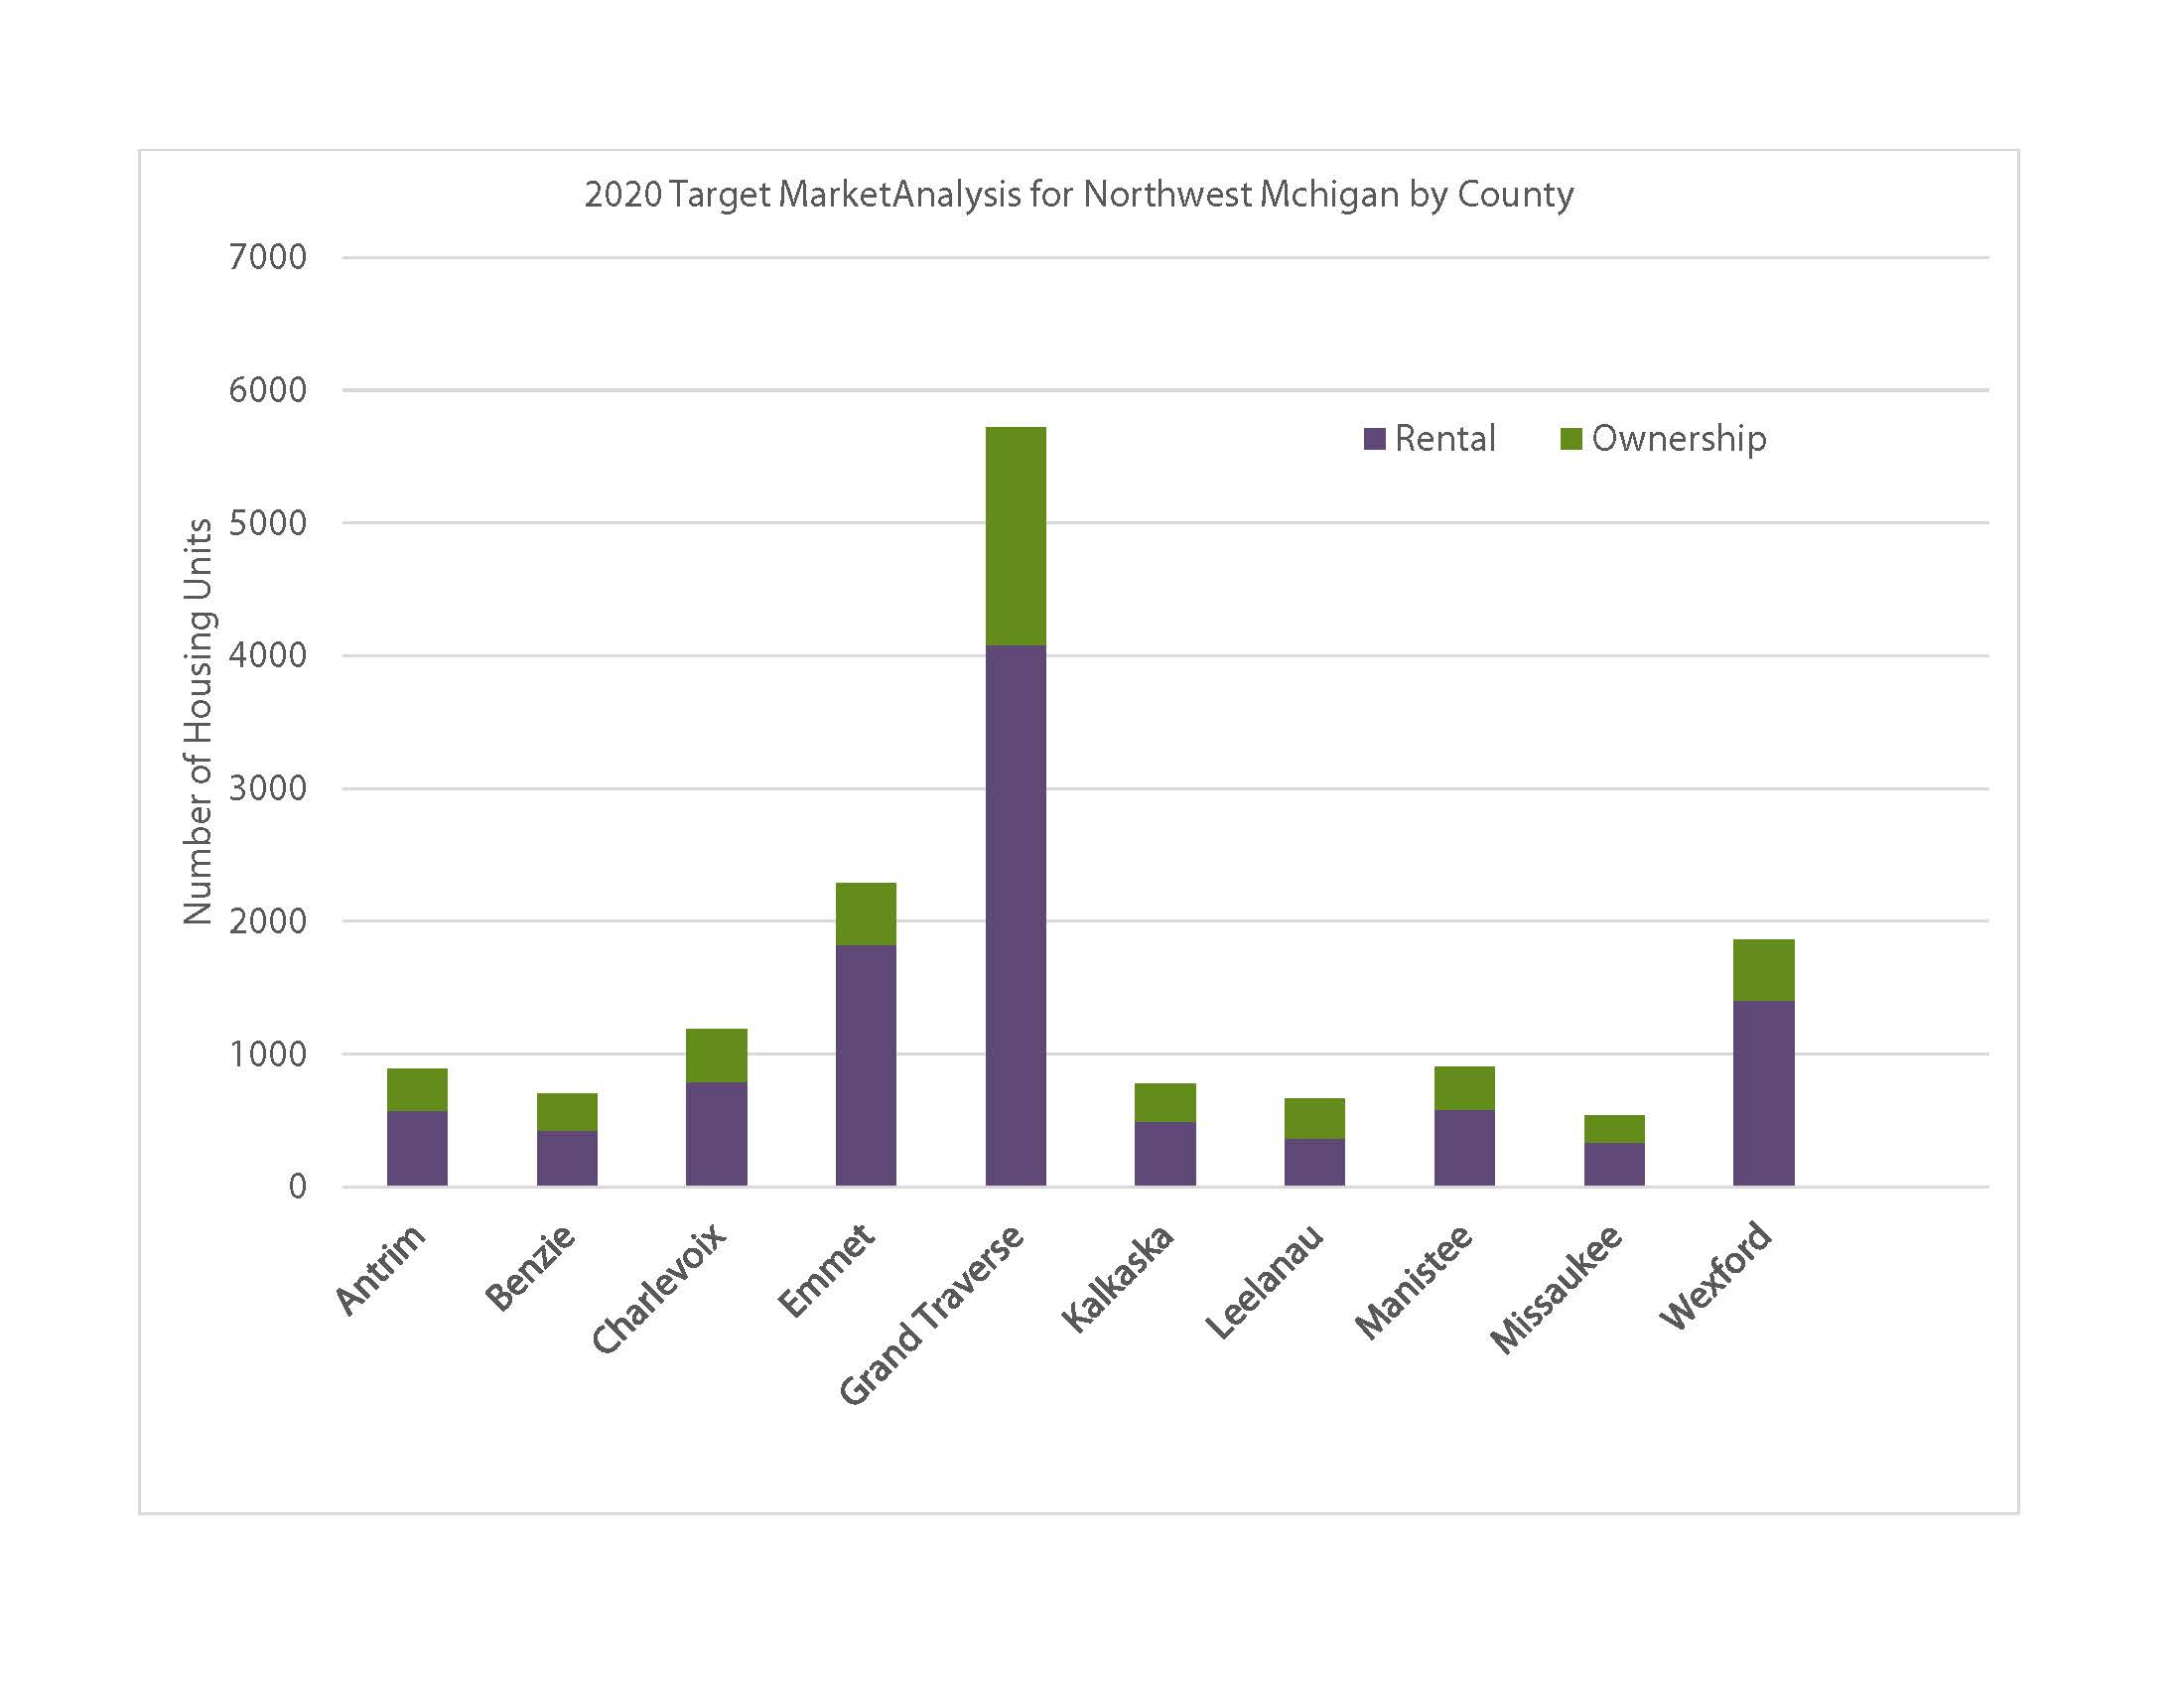 2020 Target MarketAnalysis for Northwest Mchigan by County
7000
6000
5000
4000
3000
2000
1000
0
Number of Housing Units
Rental
Ownership
Antrim
Benzie
Charlevoix
Emmet
Grand Traverse
Kalkaska
Leelanau
Manistee
Missaukee
Wexford